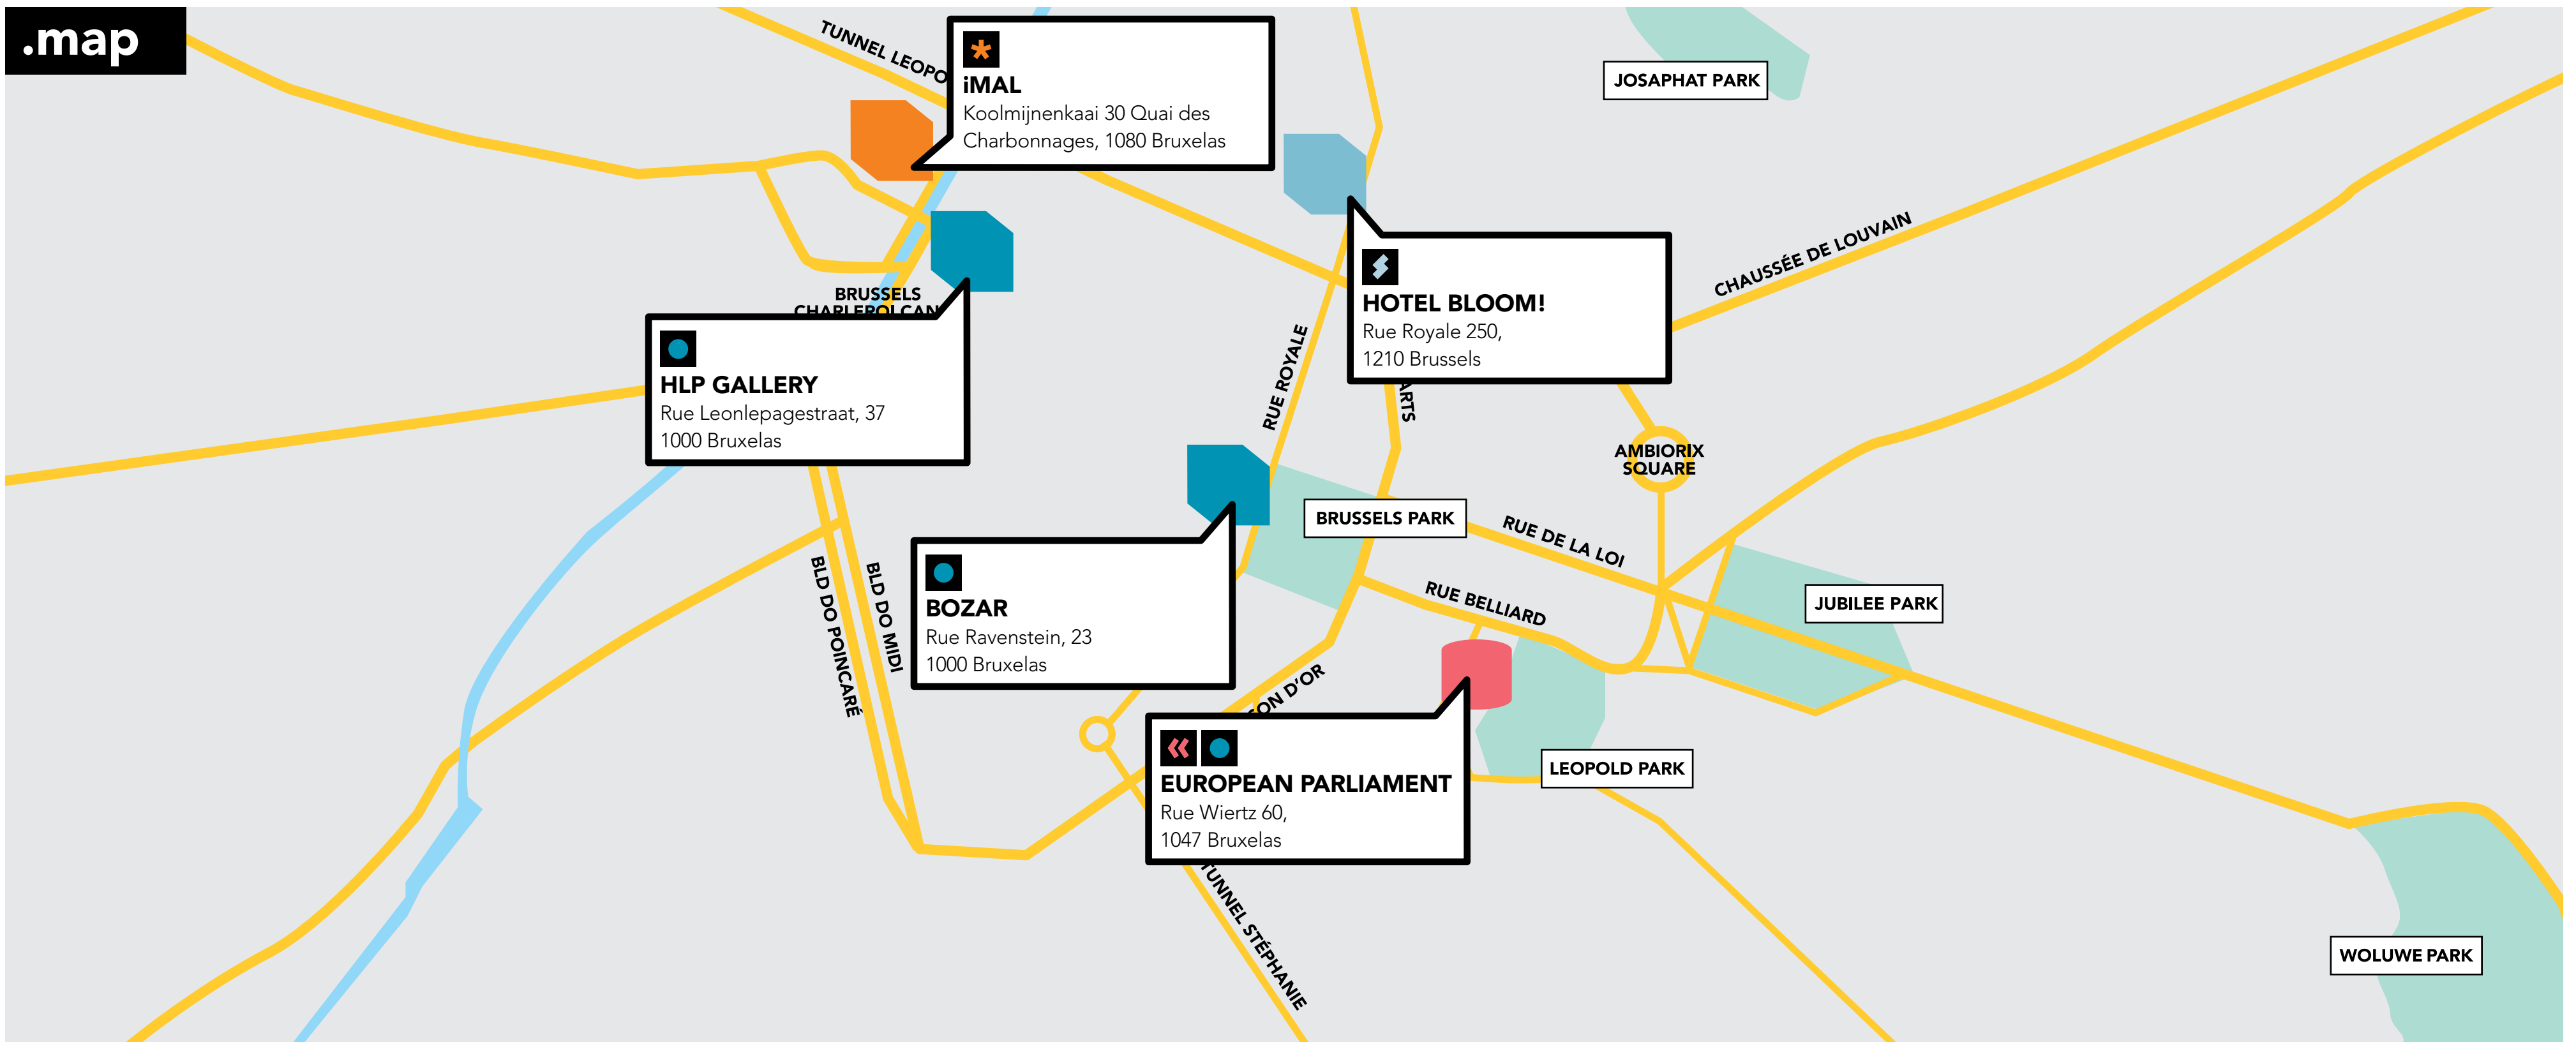 .map
TUNNEL LEOPO
iMAL
Koolmijnenkaai 30 Quai des
Charbonnages, 1080 Bruxelas
JOSAPHAT PARK
CHAUSSÉE DE LOUVAIN
HOTEL BLOOM!
Rue Royale 250,
1210 Brussels
BRUSSELS
CHARLEROI CAN
HLP GALLERY
Rue Leonlepagestraat, 37
1000 Bruxelas
RUE ROYALE
ARTS
AMBIORIX
SQUARE
BRUSSELS PARK
RUE DE LA LOI
RUE BELLIARD
JUBILEE PARK
BLD DO POINCARÉ
BLD DO MIDI
BOZAR
Rue Ravenstein, 23
1000 Bruxelas
SON D'OR
EUROPEAN PARLIAMENT
Rue Wiertz 60,
1047 Bruxelas
LEOPOLD PARK
TUNNEL STÉPHANIE
WOLUWE PARK